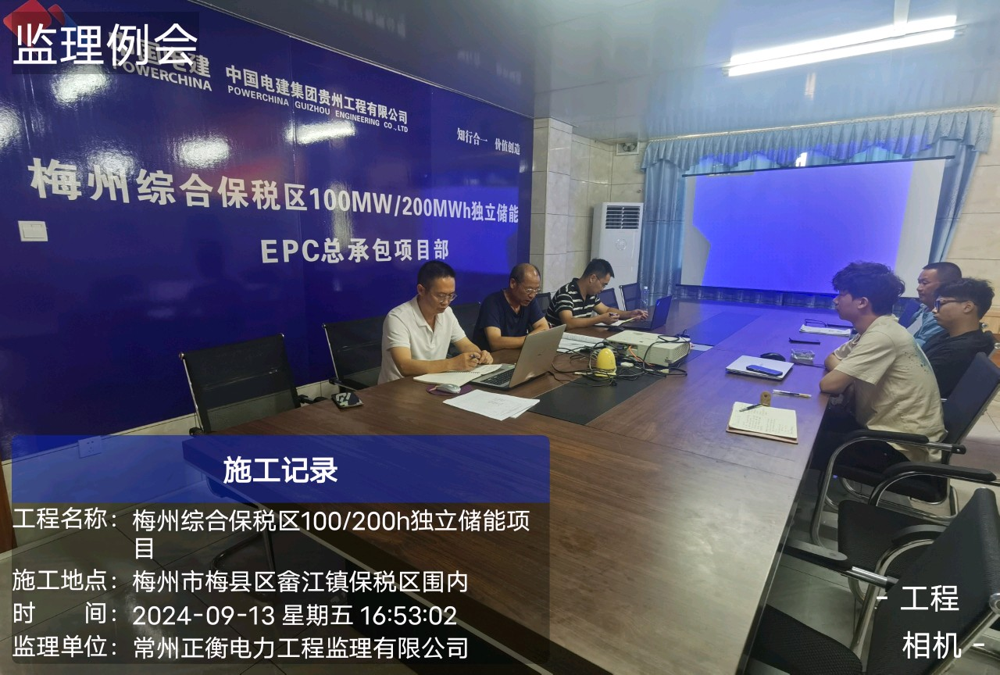 监理例会
中国电建
POWERCHINA
中国电建集团贵州工程有限公司
POWERCHINA GUIZHOU ENGINEERING CO.,LTD
知行合一 价值创造
梅州综合保税区100MW/200MWh独立储能
EPC总承包项目部
施工记录
工程名称：梅州综合保税区100/200h独立储能项
目
施工地点：梅州市梅县区畲江镇保税区围内
时 间：2024-09-13 星期五 16:53:02
监理单位：常州正衡电力工程监理有限公司
- 工程
相机 -